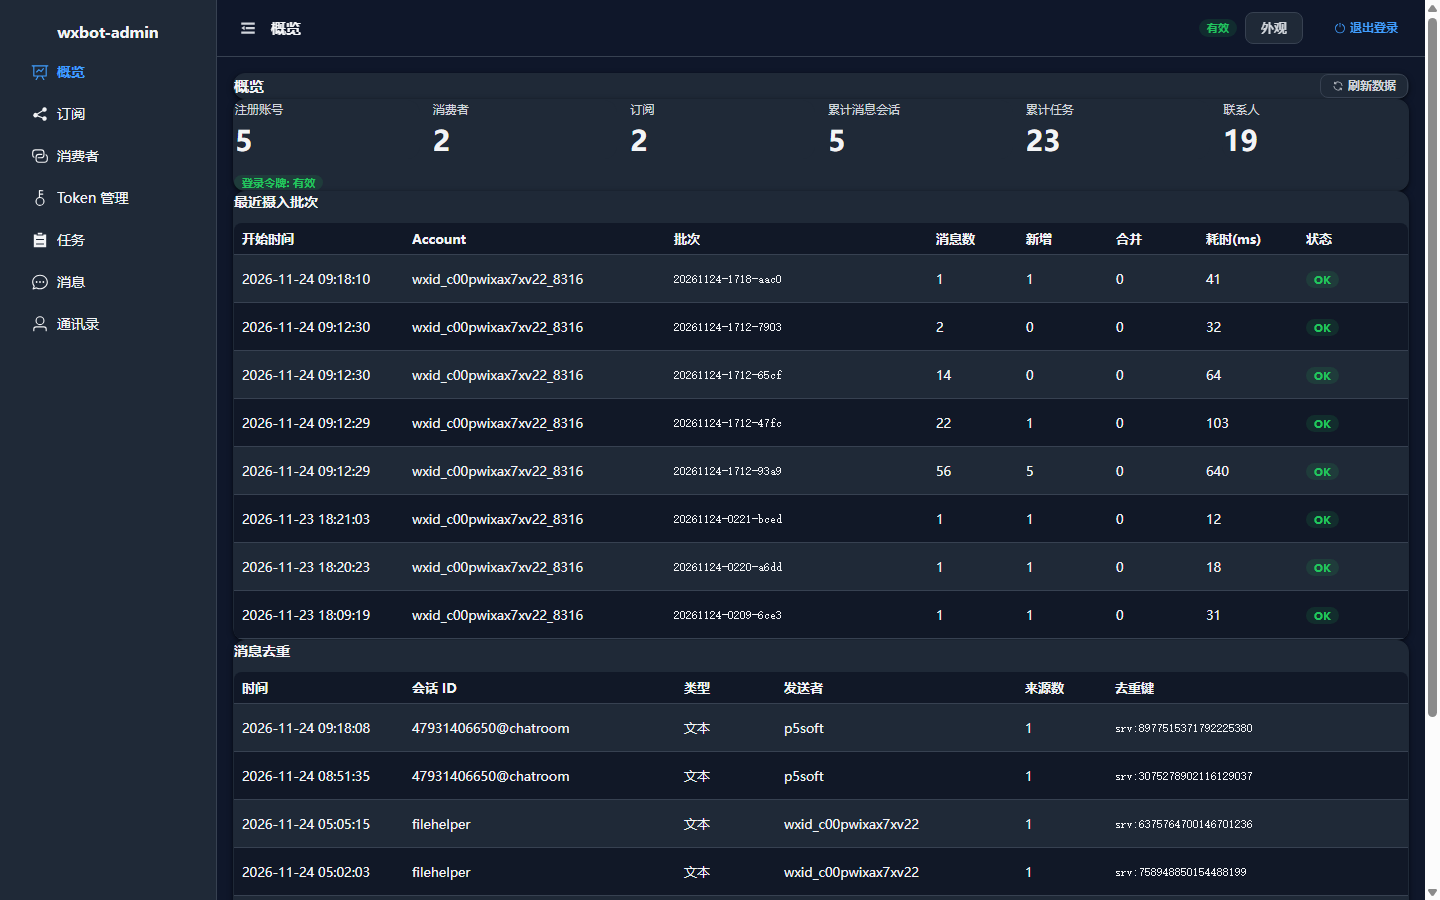 wxbot-admin
概览
订阅
消费者
Token 管理
任务
消息
通讯录
概览
有效
外观
退出登录
概览
刷新数据
注册账号 消费者 订阅 累计消息会话 累计任务 联系人
5 2 2 5 23 19
登录令牌: 有效
最近摄入批次
开始时间 Account 批次 消息数 新增 合并 耗时(ms) 状态
2026-11-24 09:18:10 wxid_c00pwixax7xv22_8316 20261124-1718-aac0 1 1 0 41 OK
2026-11-24 09:12:30 wxid_c00pwixax7xv22_8316 20261124-1712-7903 2 0 0 32 OK
2026-11-24 09:12:30 wxid_c00pwixax7xv22_8316 20261124-1712-65cf 14 0 0 64 OK
2026-11-24 09:12:29 wxid_c00pwixax7xv22_8316 20261124-1712-47fc 22 1 0 103 OK
2026-11-24 09:12:29 wxid_c00pwixax7xv22_8316 20261124-1712-93a9 56 5 0 640 OK
2026-11-23 18:21:03 wxid_c00pwixax7xv22_8316 20261124-0221-bced 1 1 0 12 OK
2026-11-23 18:20:23 wxid_c00pwixax7xv22_8316 20261124-0220-a6dd 1 1 0 18 OK
2026-11-23 18:09:19 wxid_c00pwixax7xv22_8316 20261124-0209-6ce3 1 1 0 31 OK
消息去重
时间 会话 ID 类型 发送者 来源数 去重键
2026-11-24 09:18:08 47931406650@chatroom 文本 p5soft 1 srv:8977515371792225380
2026-11-24 08:51:35 47931406650@chatroom 文本 p5soft 1 srv:3075278902116129037
2026-11-24 05:05:15 filehelper 文本 wxid_c00pwixax7xv22 1 srv:6375764700146701236
2026-11-24 05:02:03 filehelper 文本 wxid_c00pwixax7xv22 1 srv:758948850154488199